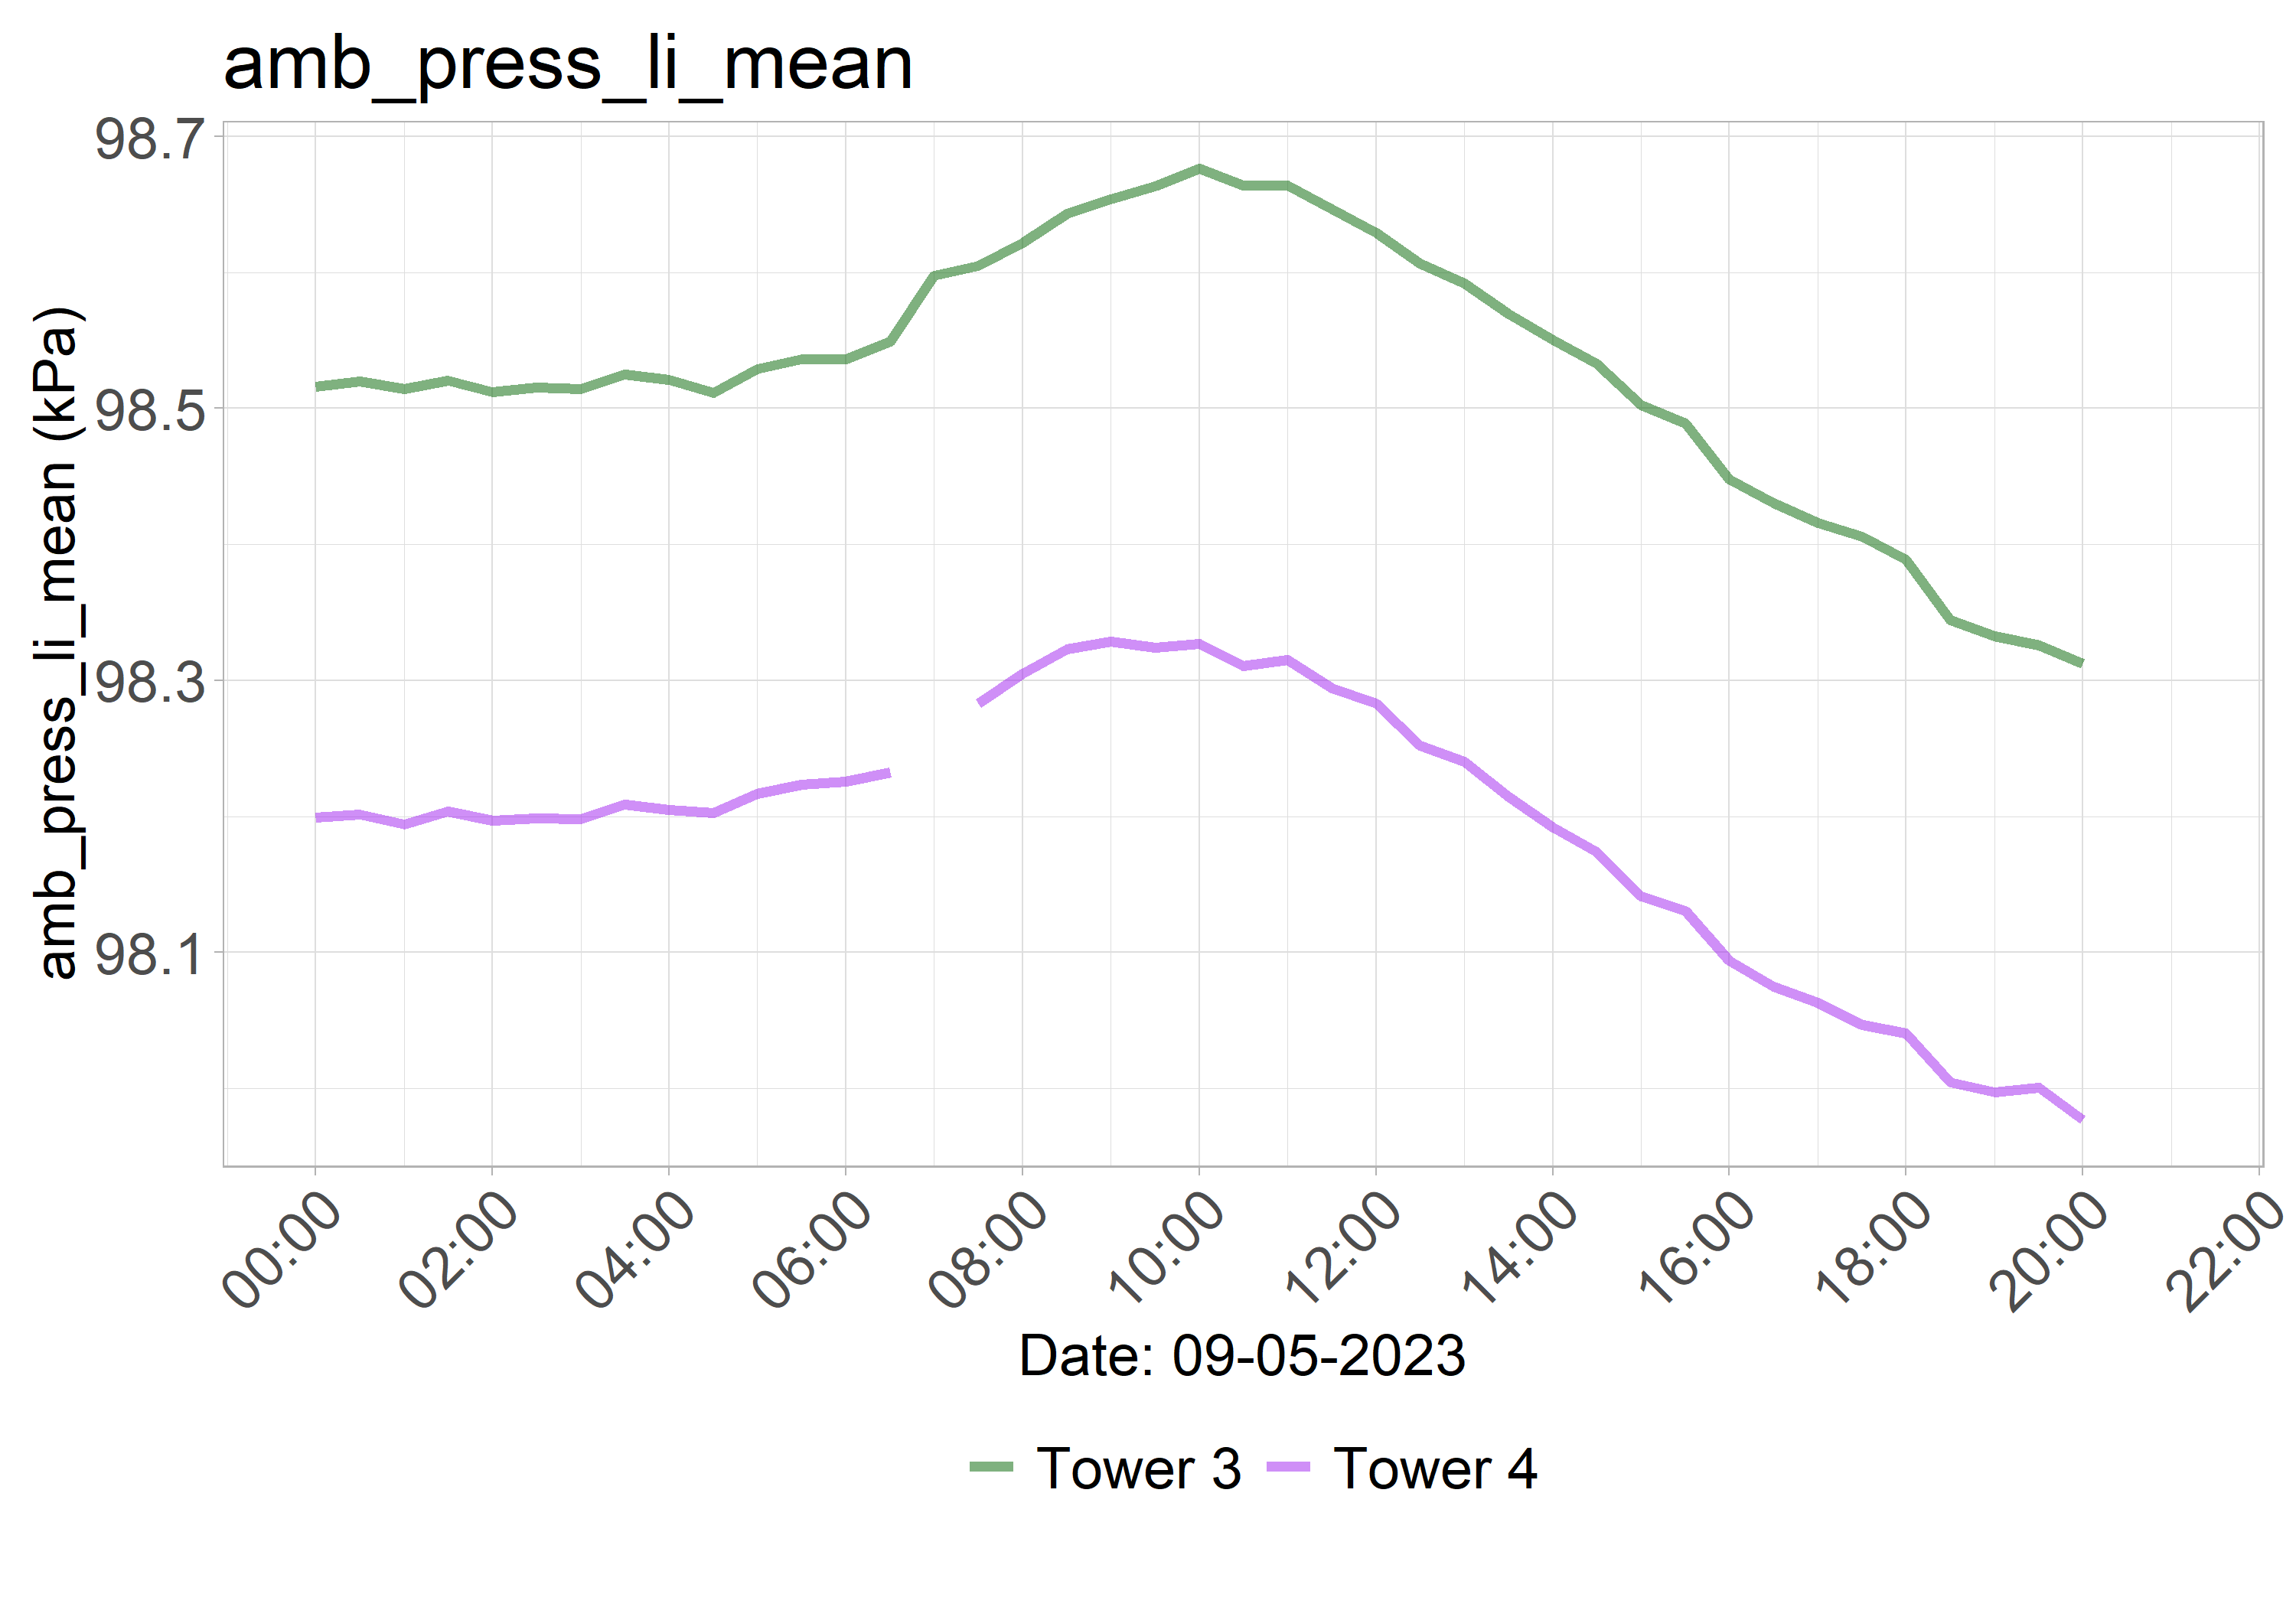 amb_press_li_mean
amb_press_li_mean (kPa)
98.7
98.5
98.3
98.1
00:00 02:00 04:00 06:00 08:00 10:00 12:00 14:00 16:00 18:00 20:00 22:00
Date: 09-05-2023
Tower 3 Tower 4